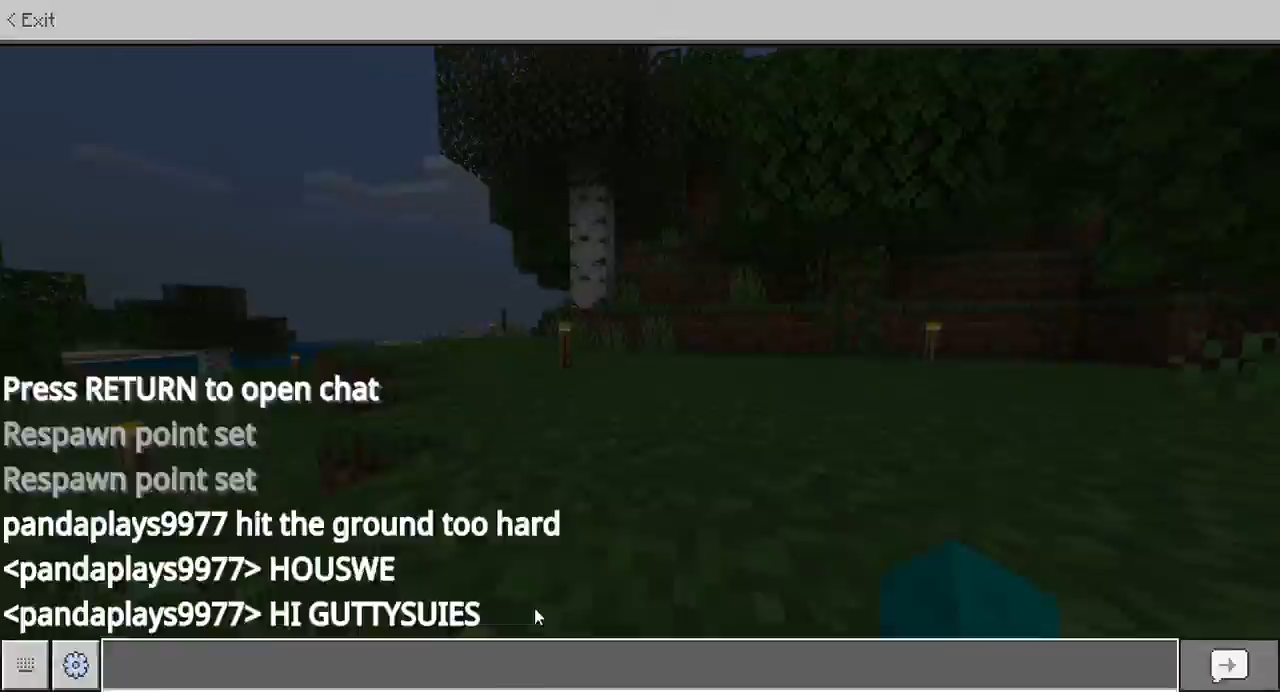 < Exit
Press RETURN to open chat
Respawn point set
Respawn point set
pandaplays9977 hit the ground too hard
<pandaplays9977> HOUSWE
<pandaplays9977> HI GUTTYSUIES